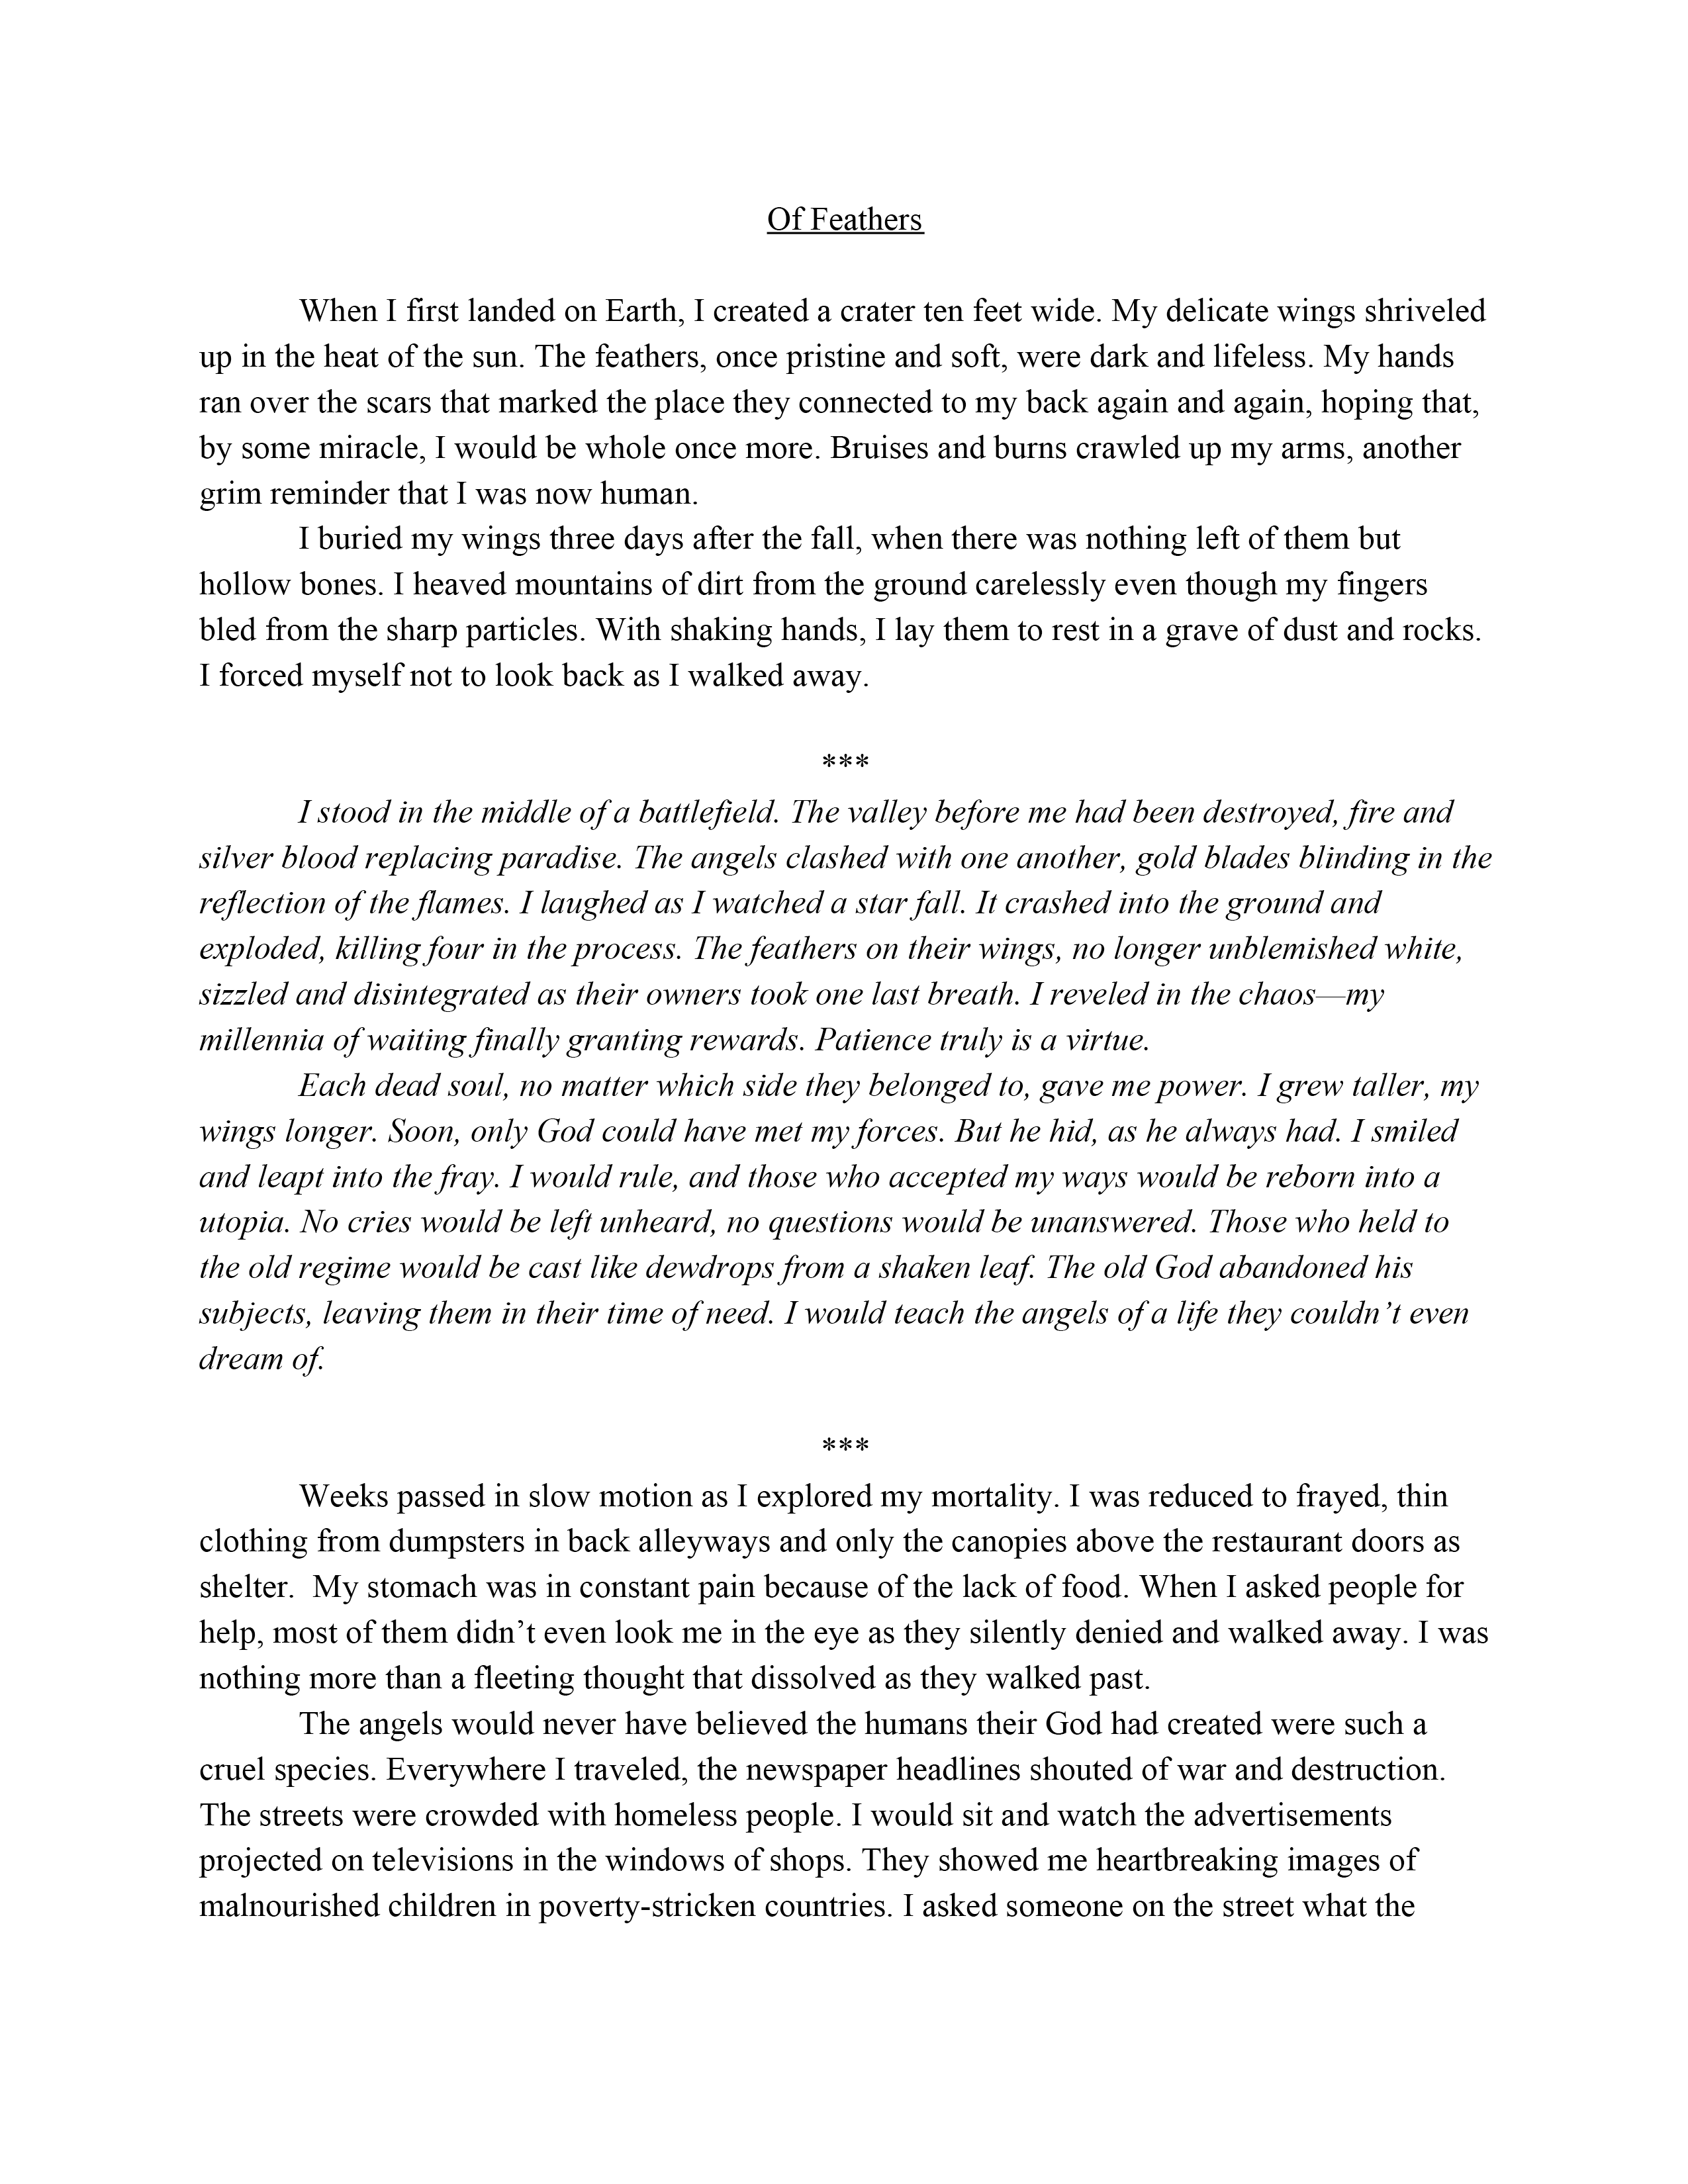 Of Feathers
When I first landed on Earth, I created a crater ten feet wide. My delicate wings shriveled
up in the heat of the sun. The feathers, once pristine and soft, were dark and lifeless. My hands
ran over the scars that marked the place they connected to my back again and again, hoping that,
by some miracle, I would be whole once more. Bruises and burns crawled up my arms, another
grim reminder that I was now human.
I buried my wings three days after the fall, when there was nothing left of them but
hollow bones. I heaved mountains of dirt from the ground carelessly even though my fingers
bled from the sharp particles. With shaking hands, I lay them to rest in a grave of dust and rocks.
I forced myself not to look back as I walked away.
***
I stood in the middle of a battlefield. The valley before me had been destroyed, fire and
silver blood replacing paradise. The angels clashed with one another, gold blades blinding in the
reflection of the flames. I laughed as I watched a star fall. It crashed into the ground and
exploded, killing four in the process. The feathers on their wings, no longer unblemished white,
sizzled and disintegrated as their owners took one last breath. I reveled in the chaos—my
millennia of waiting finally granting rewards. Patience truly is a virtue.
Each dead soul, no matter which side they belonged to, gave me power. I grew taller, my
wings longer. Soon, only God could have met my forces. But he hid, as he always had. I smiled
and leapt into the fray. I would rule, and those who accepted my ways would be reborn into a
utopia. No cries would be left unheard, no questions would be unanswered. Those who held to
the old regime would be cast like dewdrops from a shaken leaf. The old God abandoned his
subjects, leaving them in their time of need. I would teach the angels of a life they couldn’t even
dream of.
***
Weeks passed in slow motion as I explored my mortality. I was reduced to frayed, thin
clothing from dumpsters in back alleyways and only the canopies above the restaurant doors as
shelter.  My stomach was in constant pain because of the lack of food. When I asked people for
help, most of them didn’t even look me in the eye as they silently denied and walked away. I was
nothing more than a fleeting thought that dissolved as they walked past.
The angels would never have believed the humans their God had created were such a
cruel species. Everywhere I traveled, the newspaper headlines shouted of war and destruction.
The streets were crowded with homeless people. I would sit and watch the advertisements
projected on televisions in the windows of shops. They showed me heartbreaking images of
malnourished children in poverty-stricken countries. I asked someone on the street what the